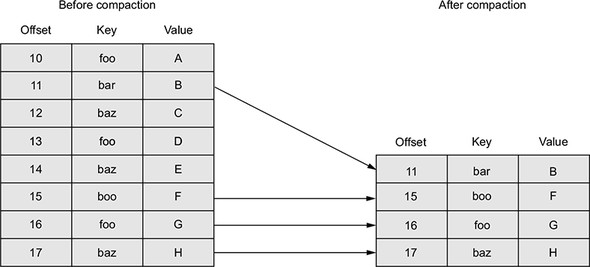 Before compaction
Offset Key Value
10 foo A
11 bar B
12 baz C
13 foo D
14 baz E
15 boo F
16 foo G
17 baz H
After compaction
Offset Key Value
11 bar B
15 boo F
16 foo G
17 baz H